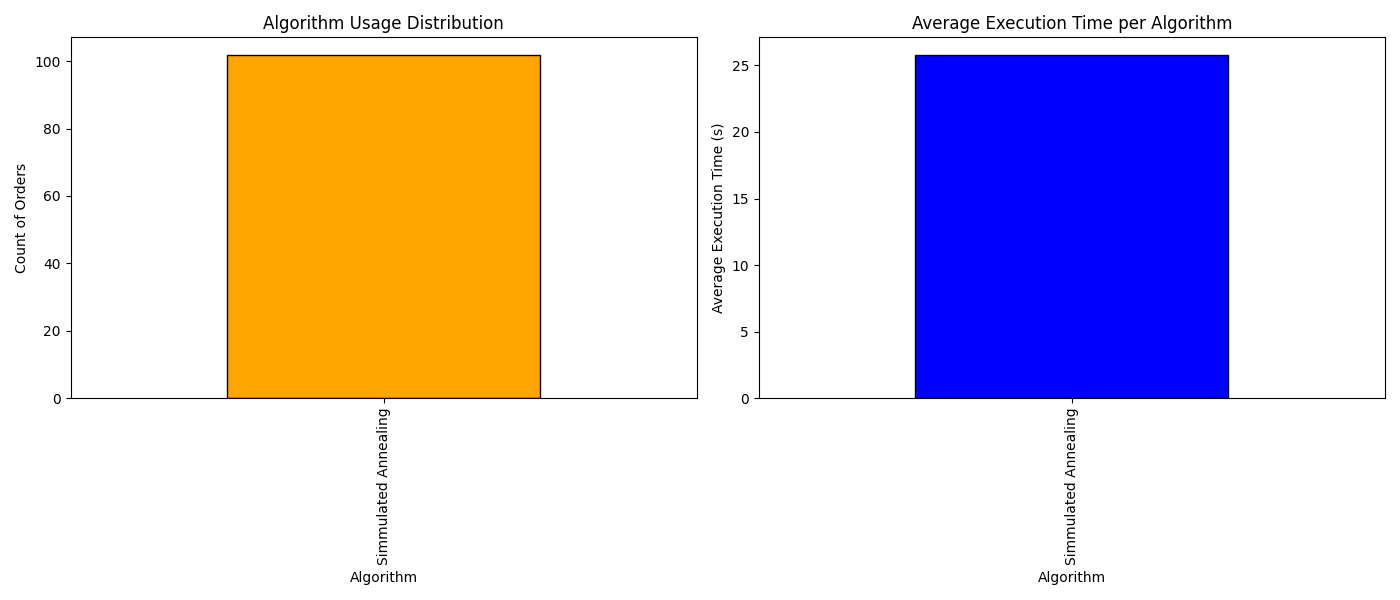 Algorithm Usage Distribution
Count of Orders
100
80
60
40
20
0
Simmulated Annealing
Algorithm
Average Execution Time per Algorithm
Average Execution Time (s)
25
20
15
10
5
0
Simmulated Annealing
Algorithm